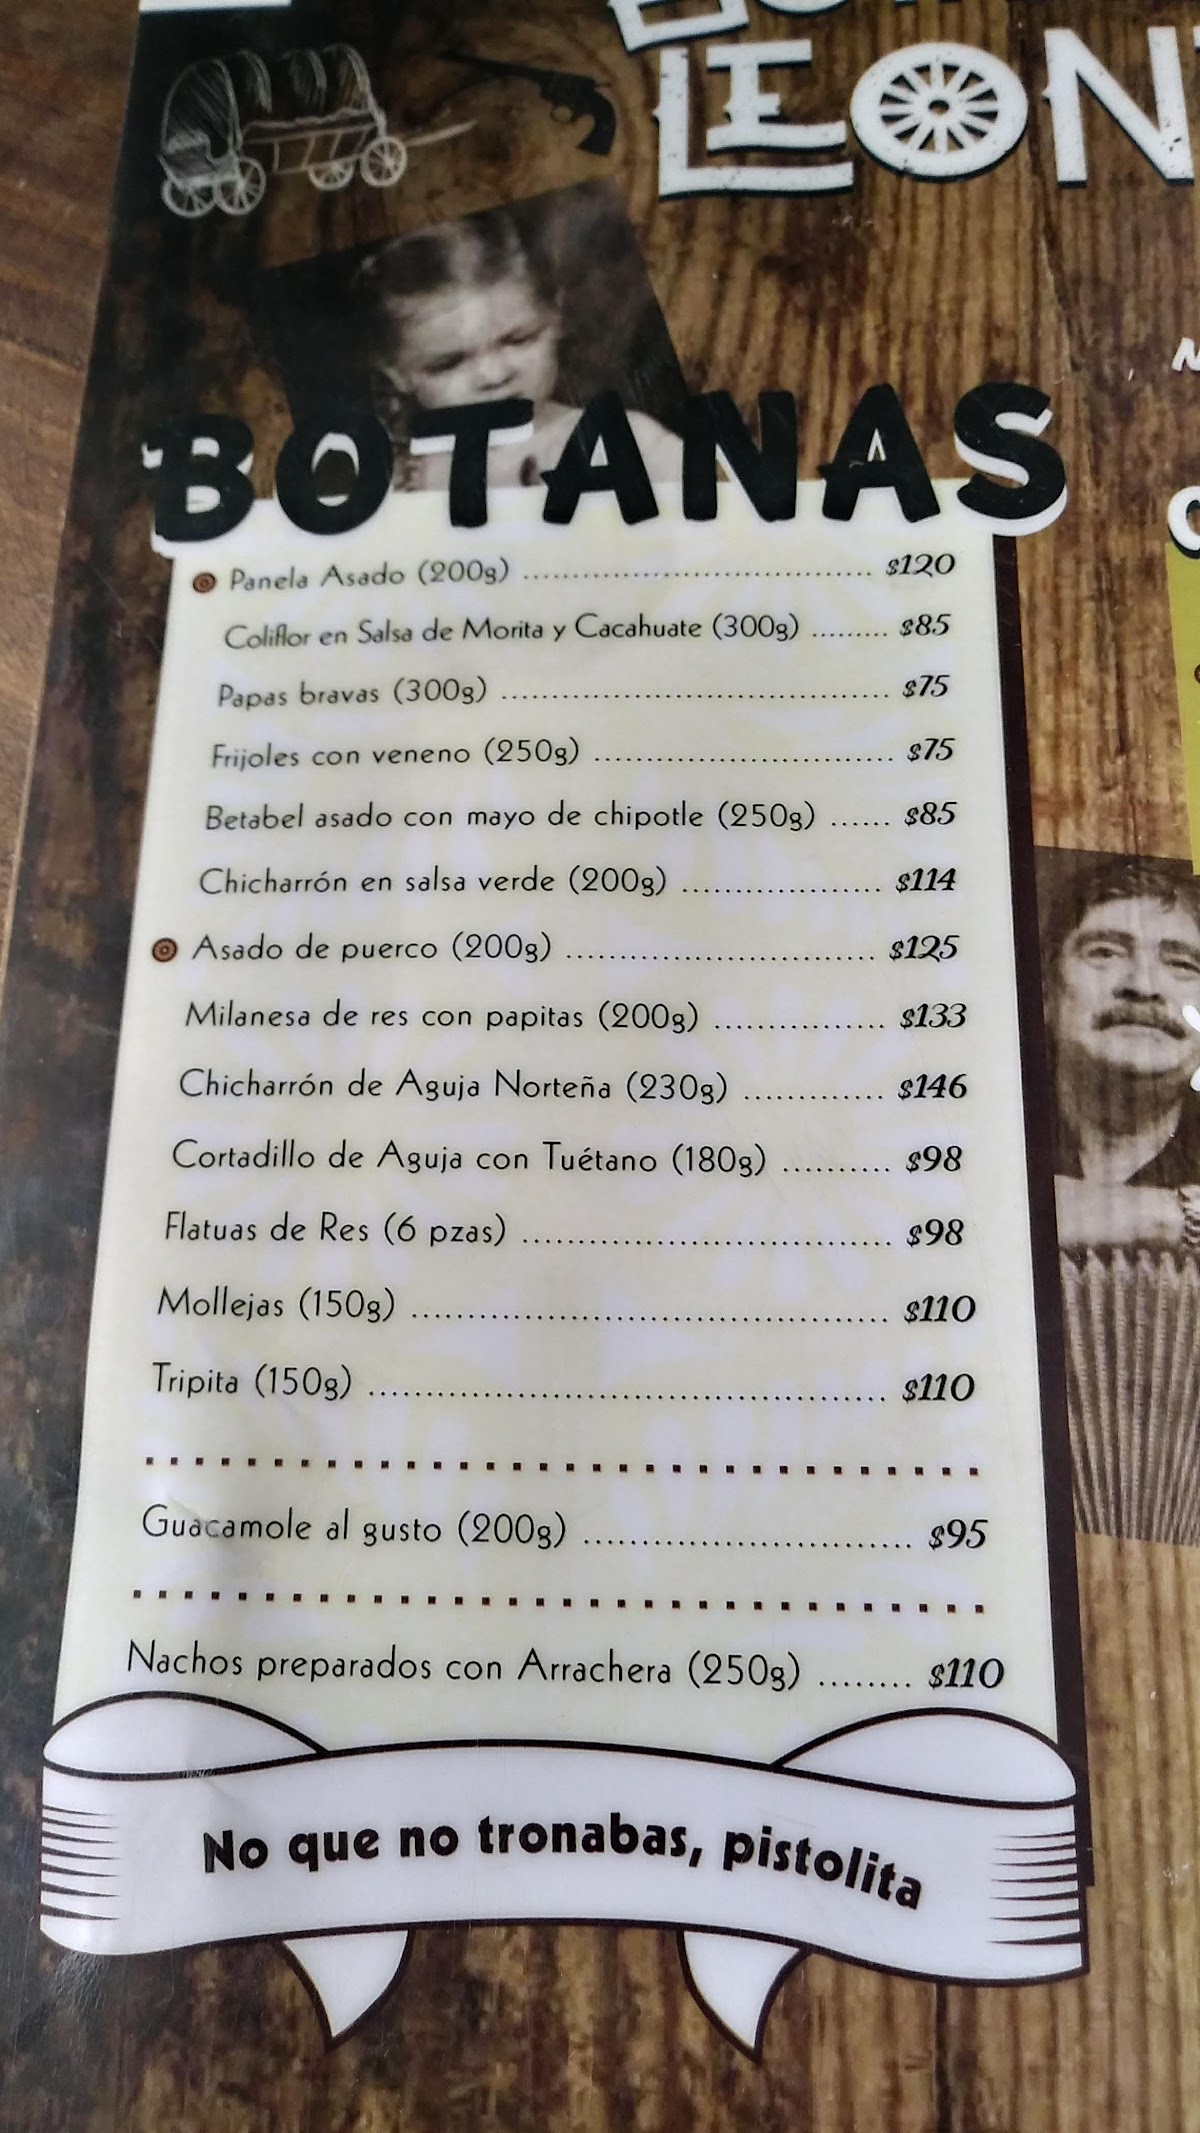 LEON
BOTANAS
Panela Asado (200g) .................................... $120
Coliflor en Salsa de Morita y Cacahuate (300g) ......... $85
Papas bravas (300g) ........................................ $75
Frijoles con veneno (250g) ............................... $75
Betabel asado con mayo de chipotle (250g) ...... $85
Chicharrón en salsa verde (200g) .................... $114
Asado de puerco (200g) ............................... $125
Milanesa de res con papitas (200g) ................. $133
Chicharrón de Aguja Norteña (230g) ............. $146
Cortadillo de Aguja con Tuétano (180g) .......... $98
Flatuas de Res (6 pzas) ................................. $98
Mollejas (150g) ............................................ $110
Tripita (150g) .............................................. $110
Guacamole al gusto (200g) ............................ $95
Nachos preparados con Arrachera (250g) ........ $110
No que no tronabas, pistolita